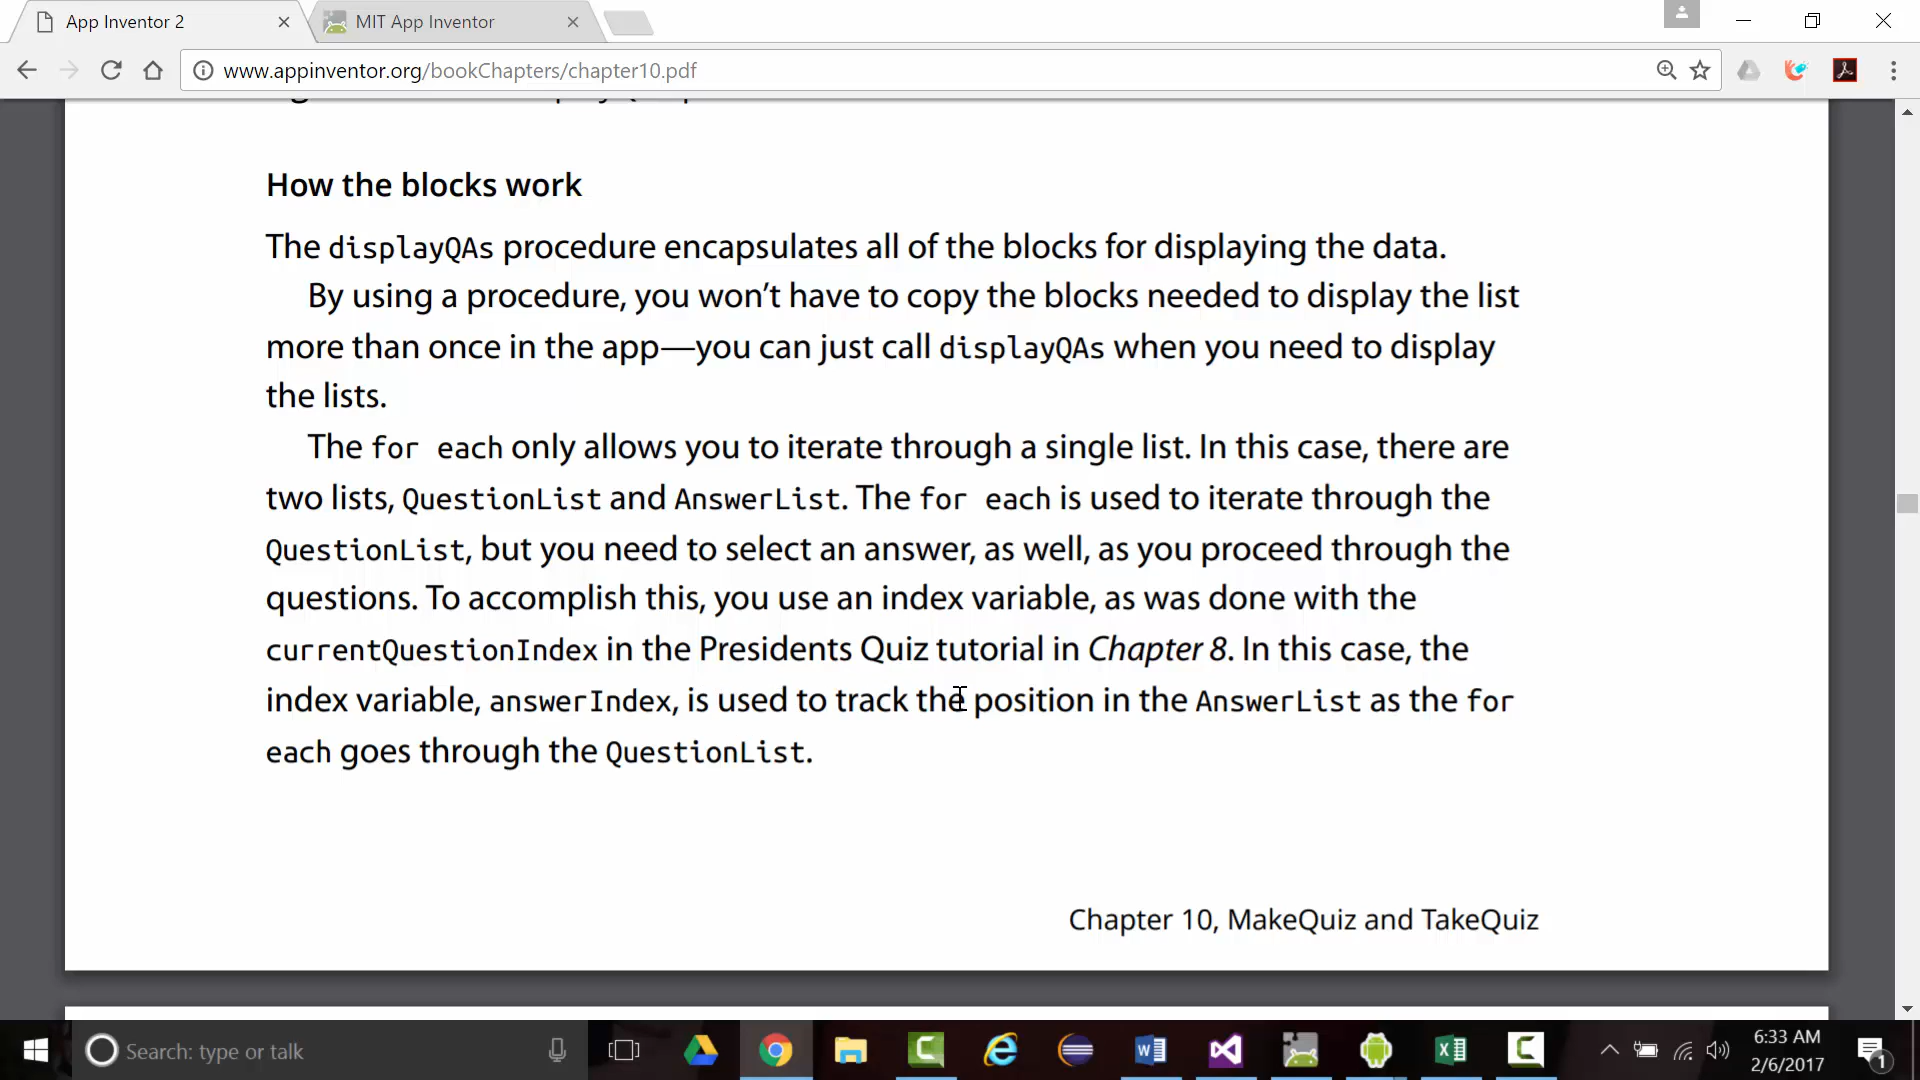 App Inventor 2
MIT App Inventor
www.appinventor.org/bookChapters/chapter10.pdf
How the blocks work
The displayQAs procedure encapsulates all of the blocks for displaying the data.
By using a procedure, you won’t have to copy the blocks needed to display the list
more than once in the app—you can just call displayQAs when you need to display
the lists.
The for each only allows you to iterate through a single list. In this case, there are
two lists, QuestionList and AnswerList. The for each is used to iterate through the
QuestionList, but you need to select an answer, as well, as you proceed through the
questions. To accomplish this, you use an index variable, as was done with the
currentQuestionIndex in the Presidents Quiz tutorial in Chapter 8. In this case, the
index variable, answerIndex, is used to track the position in the AnswerList as the for
each goes through the QuestionList.
Chapter 10, MakeQuiz and TakeQuiz
Search: type or talk
6:33 AM
2/6/2017
1